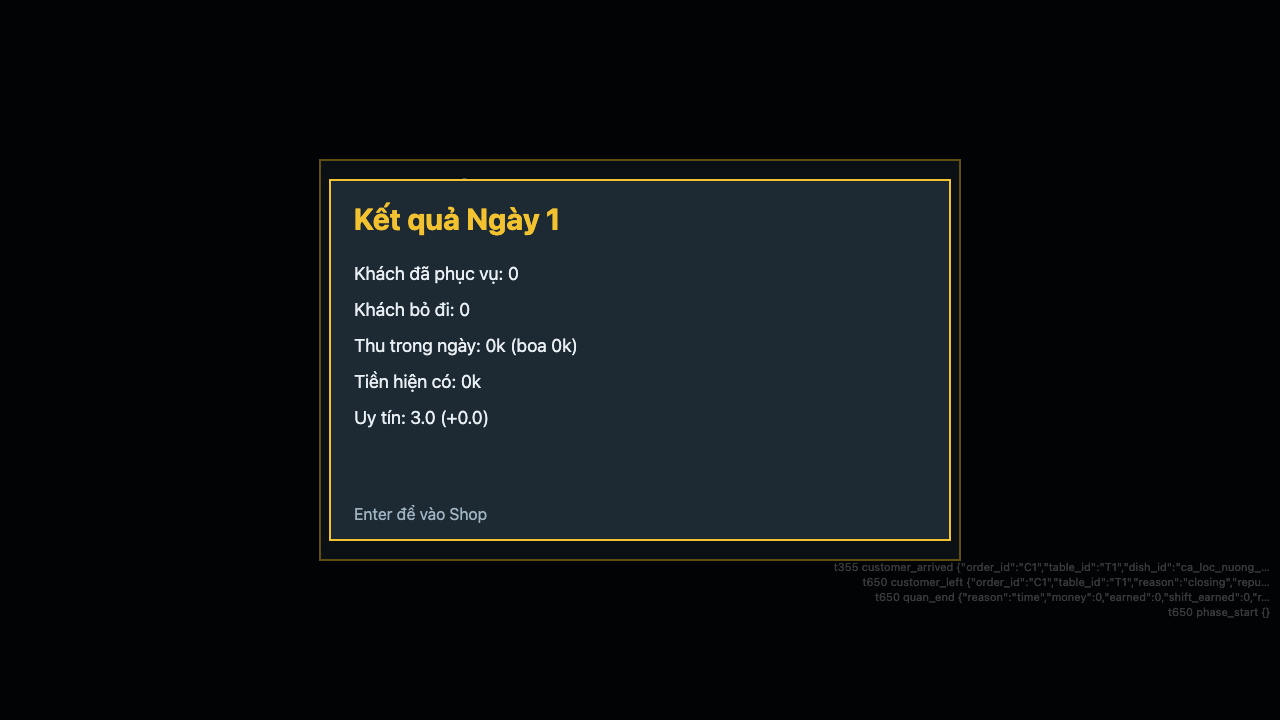 Kết quả Ngày 1
Khách đã phục vụ: 0
Khách bỏ đi: 0
Thu trong ngày: 0k (boa 0k)
Tiền hiện có: 0k
Uy tín: 3.0 (+0.0)
Enter để vào Shop
t355 customer_arrived {"order_id":"C1","table_id":"T1","dish_id":"ca_loc_nuong_...
t650 customer_left {"order_id":"C1","table_id":"T1","reason":"closing","repu...
t650 quan_end {"reason":"time","money":0,"earned":0,"shift_earned":0,"r...
t650 phase_start {}